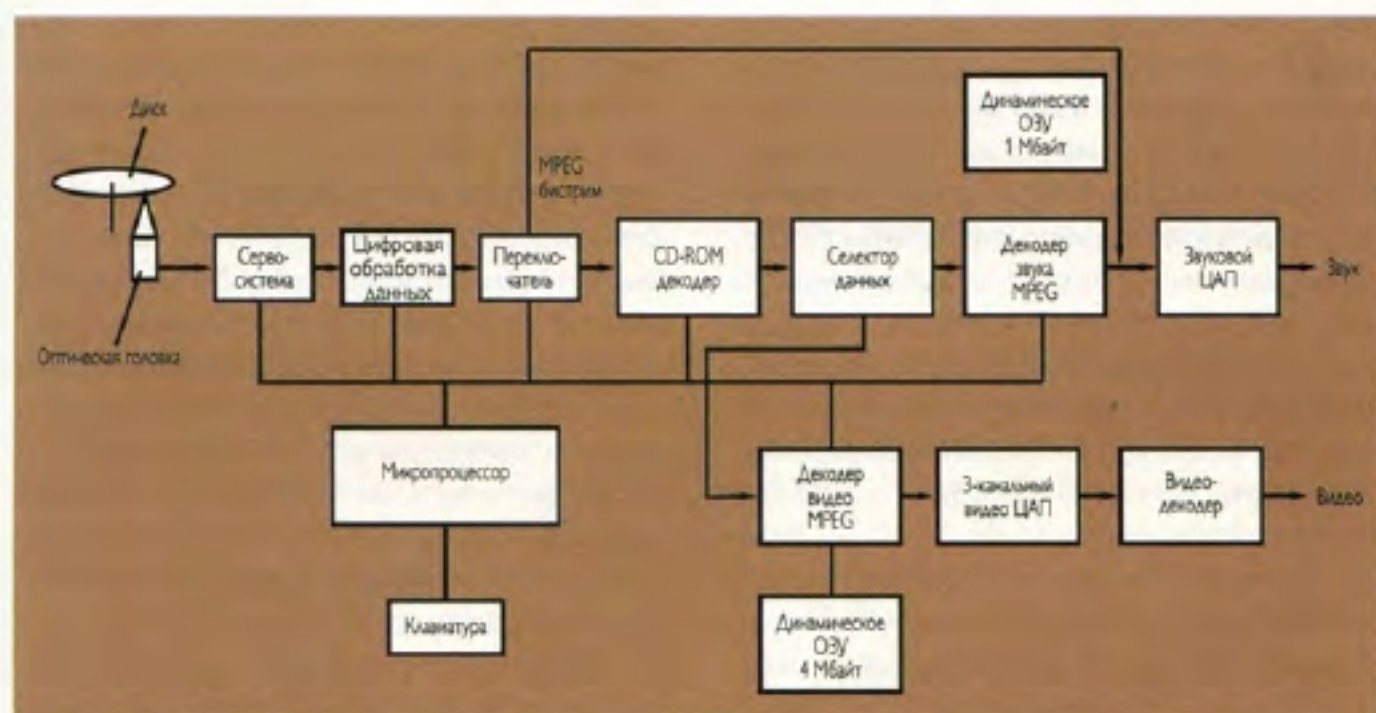 Диск
Оптическая головка
Серво-
система
Цифровая
обработка
данных
Переклю-
чатель
MPEG
бистрим
CD-ROM
декодер
Селектор
данных
Декодер
звука
MPEG
Динамическое
ОЗУ
1 Мбайт
Звуковой
ЦАП
Звук
Микропроцессор
Клавиатура
Декодер
видео
MPEG
Динамическое
ОЗУ
4 Мбайт
3-канальный
видео ЦАП
Видео-
декодер
Видео